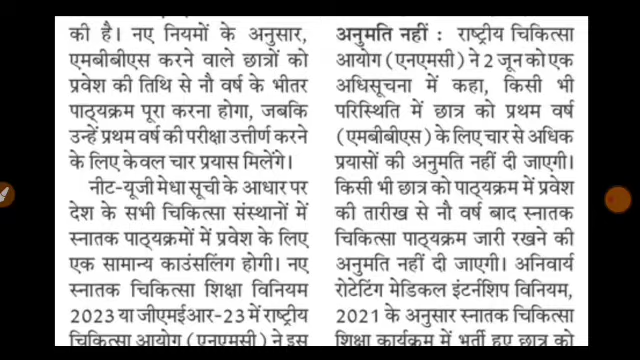 की है। नए नियमों के अनुसार,
एमबीबीएस करने वाले छात्रों को
प्रवेश की तिथि से नौ वर्ष के भीतर
पाठ्यक्रम पूरा करना होगा, जबकि
उन्हें प्रथम वर्ष की परीक्षा उत्तीर्ण करने
के लिए केवल चार प्रयास मिलेंगे।
नीट-यूजी मेधा सूची के आधार पर
देश के सभी चिकित्सा संस्थानों में
स्नातक पाठ्यक्रमों में प्रवेश के लिए
एक सामान्य काउंसलिंग होगी। नए
स्नातक चिकित्सा शिक्षा विनियम
2023 या जीएमईआर-23 में राष्ट्रीय
चिकित्सा आयोग (एनएमसी) ने इस
अनुमति नहीं : राष्ट्रीय चिकित्सा
आयोग (एनएमसी) ने 2 जून को एक
अधिसूचना में कहा, किसी भी
परिस्थिति में छात्र को प्रथम वर्ष
(एमबीबीएस) के लिए चार से अधिक
प्रयासों की अनुमति नहीं दी जाएगी।
किसी भी छात्र को पाठ्यक्रम में प्रवेश
की तारीख से नौ वर्ष बाद स्नातक
चिकित्सा पाठ्यक्रम जारी रखने की
अनुमति नहीं दी जाएगी। अनिवार्य
रोटेटिंग मेडिकल इंटर्नशिप विनियम,
2021 के अनुसार स्नातक चिकित्सा
शिक्षा कार्यक्रम में भर्ती हुए छात्र को